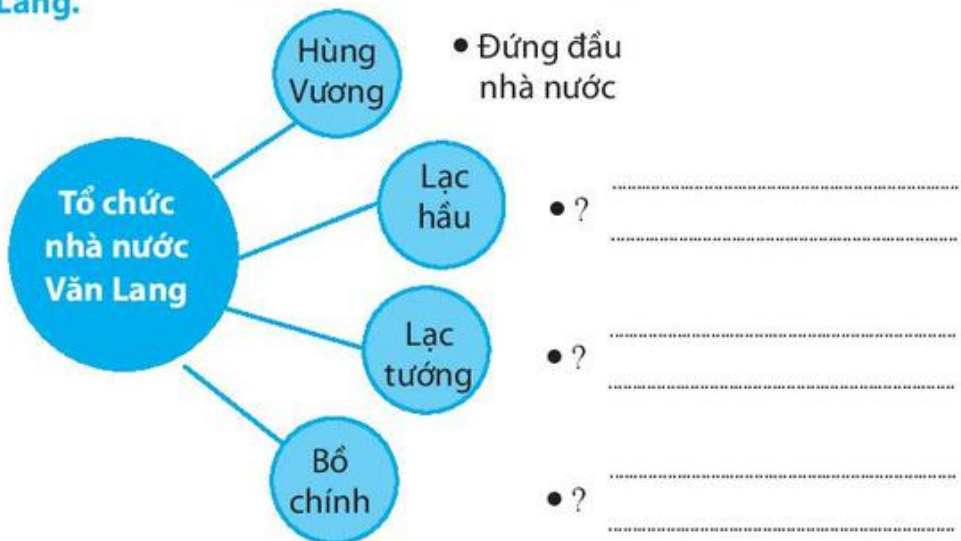 Lang.
Hùng
Vương
• Đứng đầu
nhà nước
Tổ chức
nhà nước
Văn Lang
Lạc
hầu
• ?
Lạc
tướng
• ?
Bồ
chính
• ?